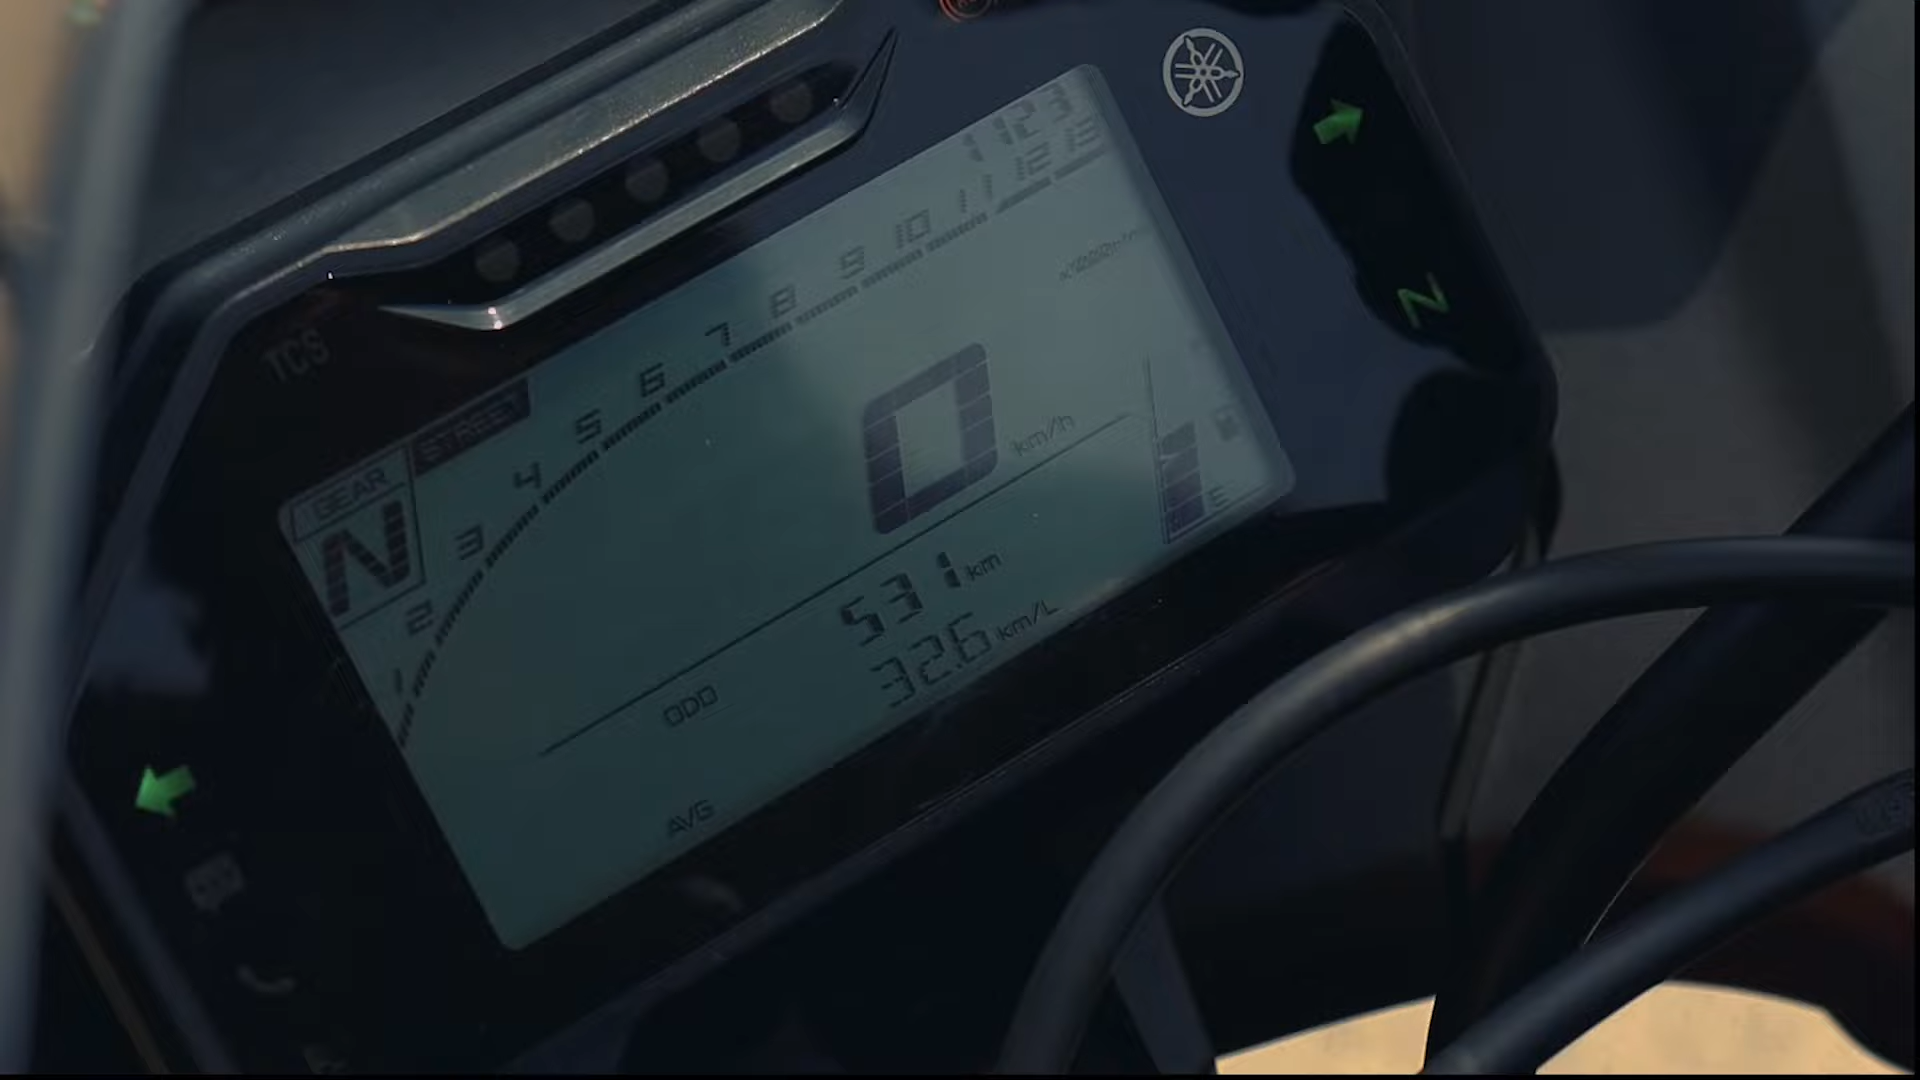 TCS
GEAR
STREET
N
1 2 3 4 5 6 7 8 9 10 11 12 13
0 km/h
E
ODO 531 km
AVG 32.6 km/L
N